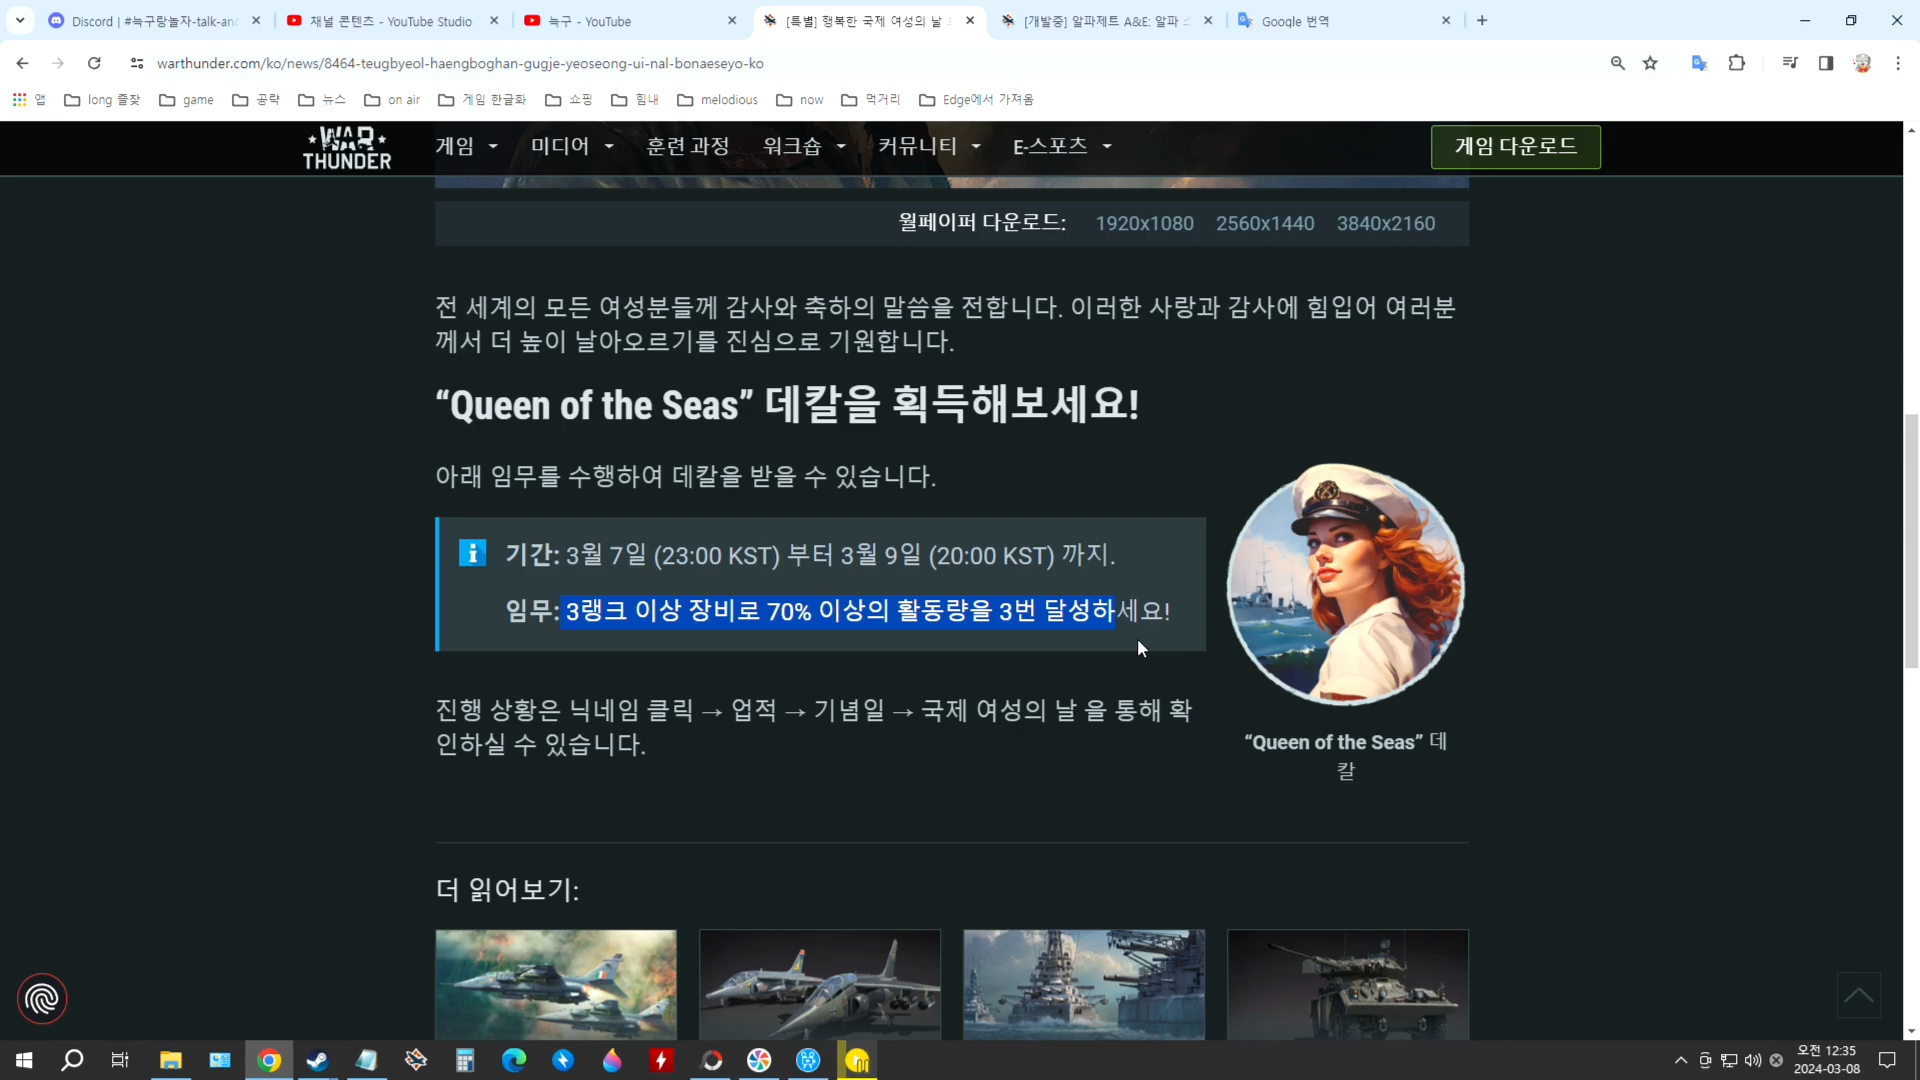 Discord | #늑구랑놀자-talk-and
채널 콘텐츠 - YouTube Studio
늑구 - YouTube
[특별] 행복한 국제 여성의 날
[개발중] 알파제트 A&E: 알파
Google 번역
warthunder.com/ko/news/8464-teugbyeol-haengboghan-gugje-yeoseong-ui-nal-bonaeseyo-ko
앱
long 즐찾
game
공략
뉴스
on air
게임 한글화
쇼핑
힘내
melodious
now
먹거리
Edge에서 가져옴
WAR THUNDER
게임
미디어
훈련 과정
워크숍
커뮤니티
E-스포츠
게임 다운로드
월페이퍼 다운로드: 1920x1080 2560x1440 3840x2160
전 세계의 모든 여성분들께 감사와 축하의 말씀을 전합니다. 이러한 사랑과 감사에 힘입어 여러분
께서 더 높이 날아오르기를 진심으로 기원합니다.
“Queen of the Seas” 데칼을 획득해보세요!
아래 임무를 수행하여 데칼을 받을 수 있습니다.
기간: 3월 7일 (23:00 KST) 부터 3월 9일 (20:00 KST) 까지.
임무: 3랭크 이상 장비로 70% 이상의 활동량을 3번 달성하세요!
진행 상황은 닉네임 클릭 → 업적 → 기념일 → 국제 여성의 날 을 통해 확
인하실 수 있습니다.
“Queen of the Seas” 데
칼
더 읽어보기:
오전 12:35
2024-03-08